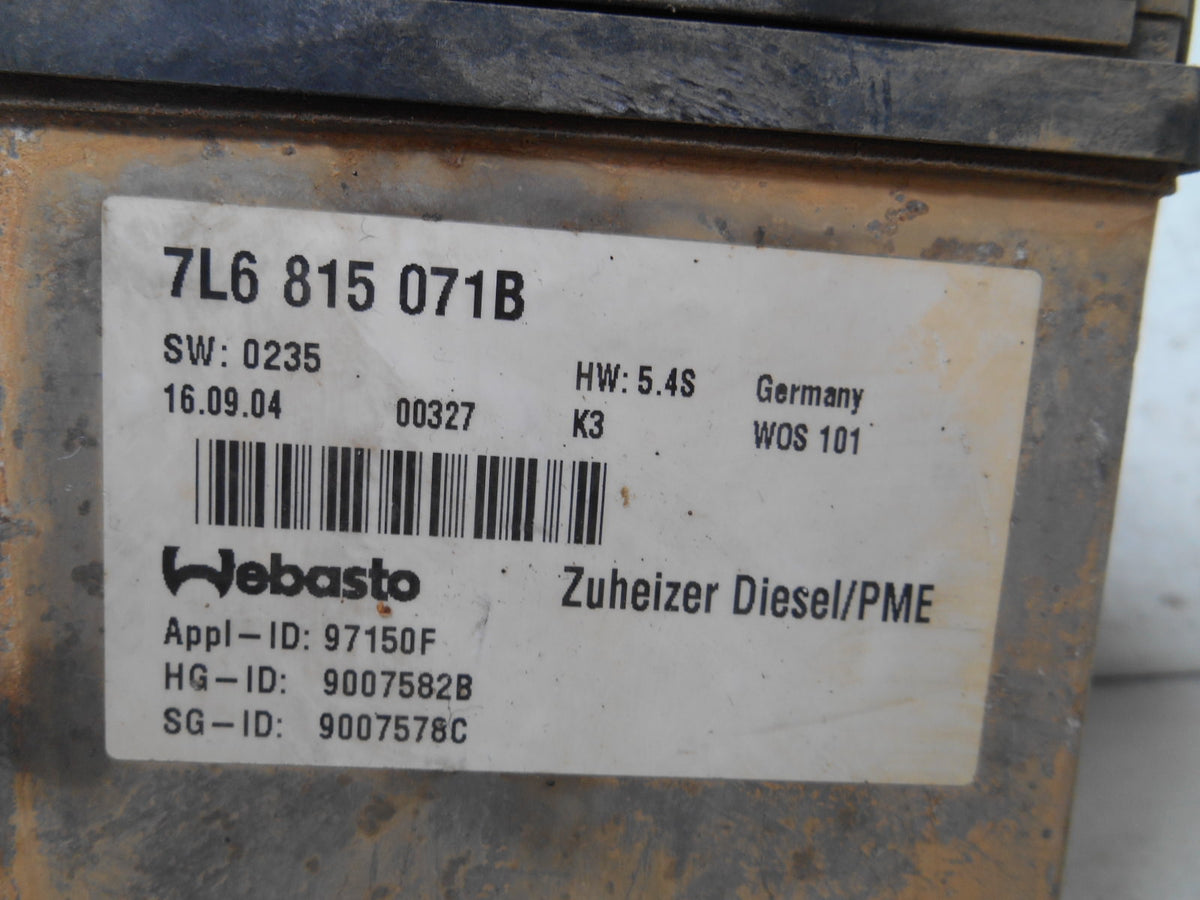 7L6 815 071B
SW: 0235 HW: 5.4S Germany
16.09.04 00327 K3 WOS 101
Webasto Zuheizer Diesel/PME
Appl-ID: 97150F
HG-ID: 9007582B
SG-ID: 9007578C